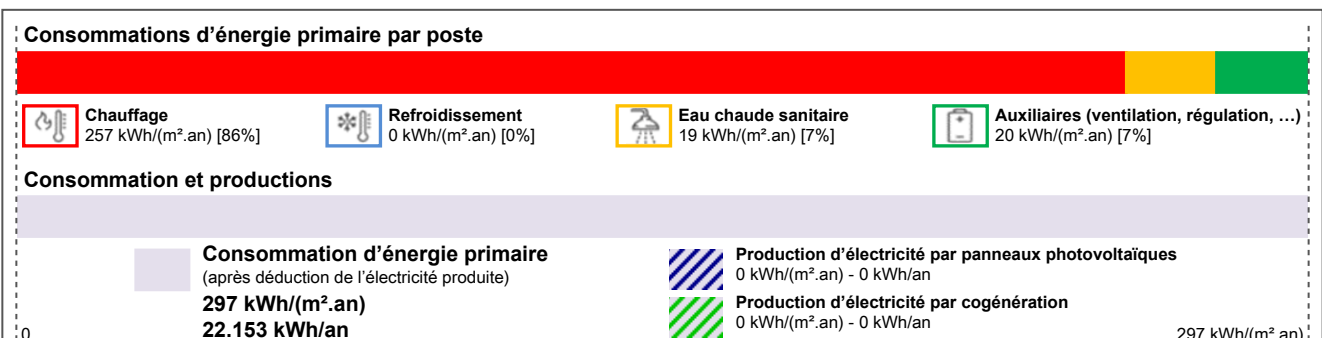 Consommations d'énergie primaire par poste
Chauffage
257 kWh/(m².an) [86%]
Refroidissement
0 kWh/(m².an) [0%]
Eau chaude sanitaire
19 kWh/(m².an) [7%]
Auxiliaires (ventilation, régulation, …)
20 kWh/(m².an) [7%]
Consommation et productions
Consommation d'énergie primaire
(après déduction de l'électricité produite)
297 kWh/(m².an)
22.153 kWh/an
Production d'électricité par panneaux photovoltaïques
0 kWh/(m².an) - 0 kWh/an
Production d'électricité par cogénération
0 kWh/(m².an) - 0 kWh/an
0
297 kWh/(m².an)